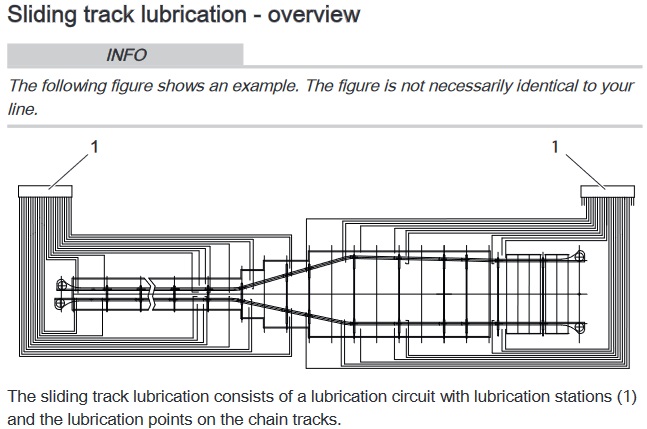 Sliding track lubrication - overview
INFO
The following figure shows an example. The figure is not necessarily identical to your
line.
1
1
The sliding track lubrication consists of a lubrication circuit with lubrication stations (1)
and the lubrication points on the chain tracks.